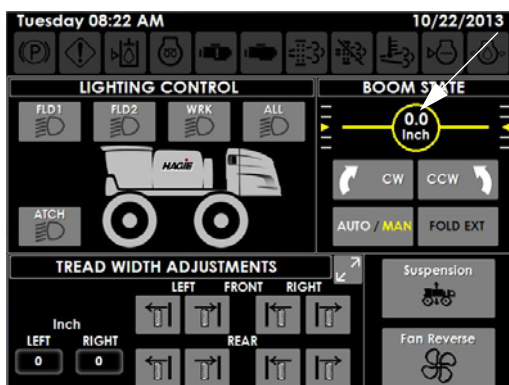 Tuesday 08:22 AM 10/22/2013
(P)
LIGHTING CONTROL
FLD1 FLD2 WRK ALL
HAGIE
ATCH
BOOM STATE
0.0
Inch
CW CCW
AUTO / MAN FOLD EXT
TREAD WIDTH ADJUSTMENTS
LEFT FRONT RIGHT
Inch
LEFT RIGHT
0 0
REAR
Suspension
Fan Reverse